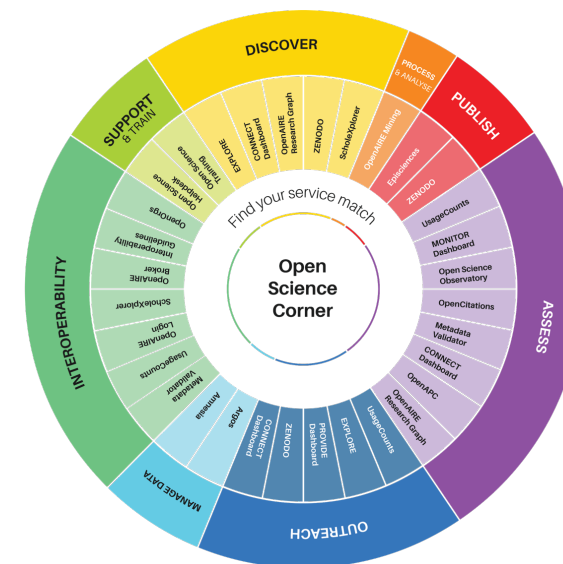 DISCOVER
EXPLORE
CONNECT
Dashboard
OpenAIRE
Research Graph
ZENODO
ScholeXplorer
PROCESS
& ANALYSE
OpenAIRE Mining
PUBLISH
Episciences
ZENODO
ASSESS
UsageCounts
MONITOR
Dashboard
Open Science
Observatory
OpenCitations
Metadata
Validator
CONNECT
Dashboard
OpenAPC
OpenAIRE
Research Graph
OUTREACH
UsageCounts
EXPLORE
PROVIDE
Dashboard
ZENODO
CONNECT
Dashboard
MANAGE DATA
Argos
Amnesia
INTEROPERABILITY
Metadata
Validator
UsageCounts
OpenAIRE
Login
ScholeXplorer
OpenAIRE
Broker
Interoperability
Guidelines
OpenOrgs
SUPPORT
& TRAIN
Open Science
Helpdesk
Open Science
Training
Find your service match
Open
Science
Corner